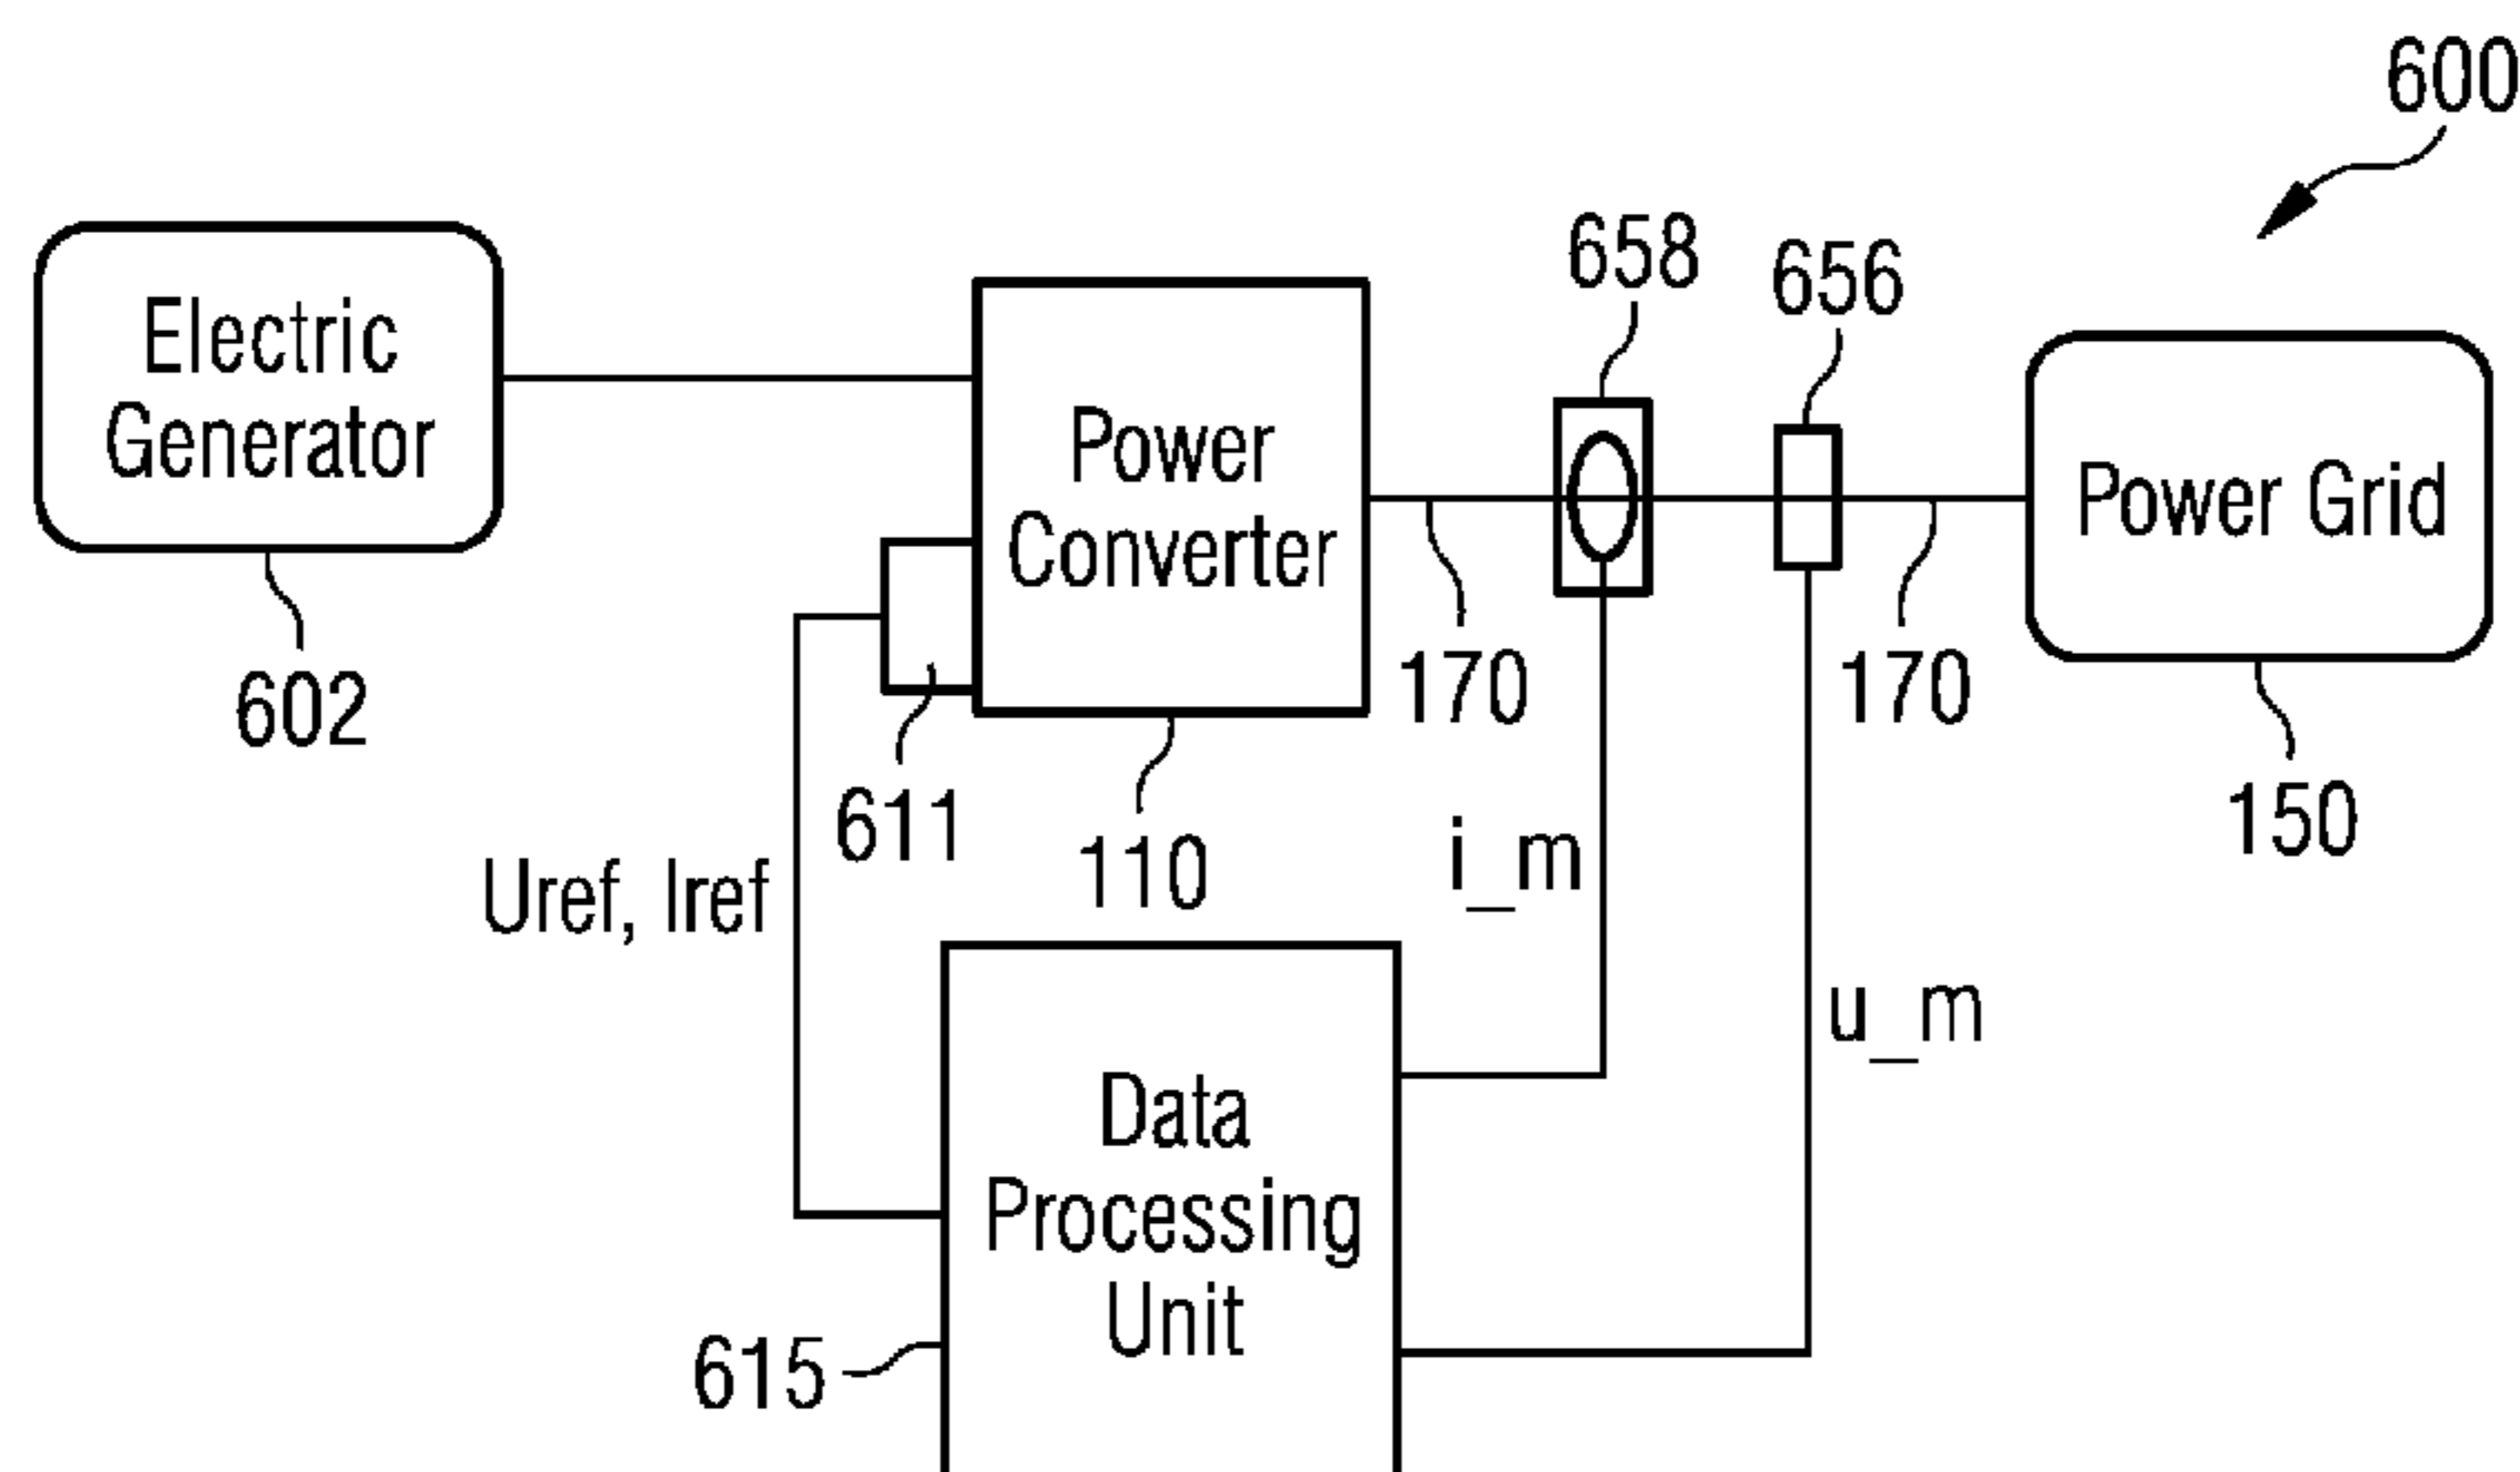 600
658
656
Electric
Generator
Power
Converter
Power Grid
170
170
602
611
110
150
i_m
Uref, Iref
u_m
Data
Processing
Unit
615